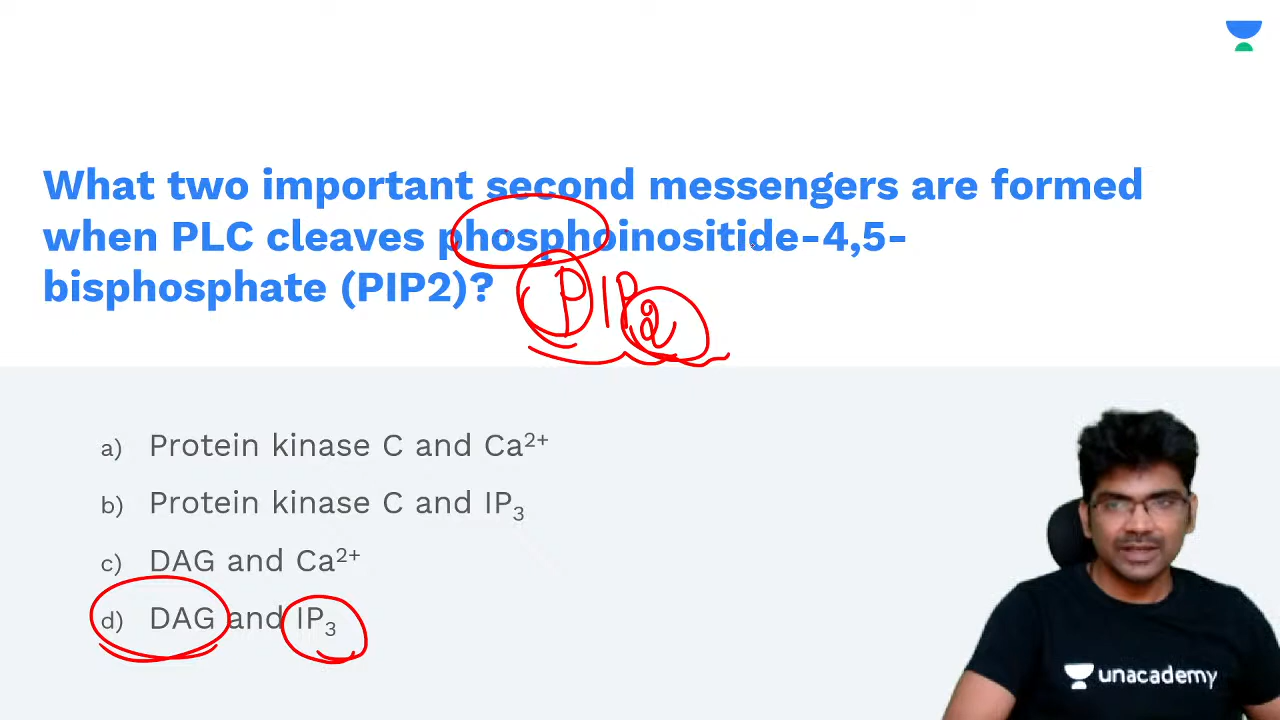 What two important second messengers are formed
when PLC cleaves phosphoinositide-4,5-
bisphosphate (PIP2)?
PIP2
a) Protein kinase C and Ca²⁺
b) Protein kinase C and IP₃
c) DAG and Ca²⁺
d) DAG and IP₃
unacademy